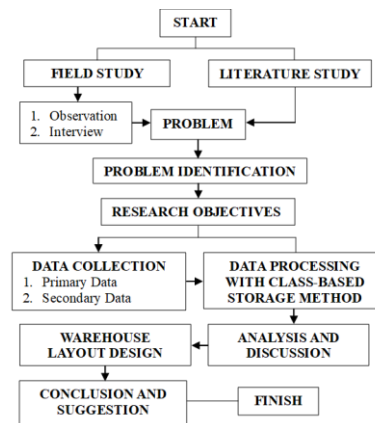 START
FIELD STUDY
LITERATURE STUDY
1. Observation
2. Interview
PROBLEM
PROBLEM IDENTIFICATION
RESEARCH OBJECTIVES
DATA COLLECTION
1. Primary Data
2. Secondary Data
DATA PROCESSING
WITH CLASS-BASED
STORAGE METHOD
WAREHOUSE
LAYOUT DESIGN
ANALYSIS AND
DISCUSSION
CONCLUSION AND
SUGGESTION
FINISH